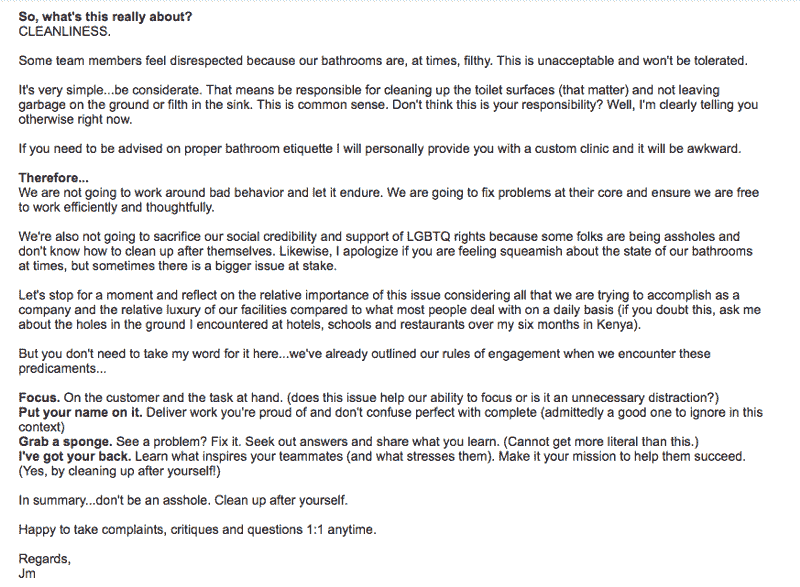 So, what's this really about?
CLEANLINESS.
Some team members feel disrespected because our bathrooms are, at times, filthy. This is unacceptable and won't be tolerated.
It's very simple...be considerate. That means be responsible for cleaning up the toilet surfaces (that matter) and not leaving
garbage on the ground or filth in the sink. This is common sense. Don't think this is your responsibility? Well, I'm clearly telling you
otherwise right now.
If you need to be advised on proper bathroom etiquette I will personally provide you with a custom clinic and it will be awkward.
Therefore...
We are not going to work around bad behavior and let it endure. We are going to fix problems at their core and ensure we are free
to work efficiently and thoughtfully.
We're also not going to sacrifice our social credibility and support of LGBTQ rights because some folks are being assholes and
don't know how to clean up after themselves. Likewise, I apologize if you are feeling squeamish about the state of our bathrooms
at times, but sometimes there is a bigger issue at stake.
Let's stop for a moment and reflect on the relative importance of this issue considering all that we are trying to accomplish as a
company and the relative luxury of our facilities compared to what most people deal with on a daily basis (if you doubt this, ask me
about the holes in the ground I encountered at hotels, schools and restaurants over my six months in Kenya).
But you don't need to take my word for it here...we've already outlined our rules of engagement when we encounter these
predicaments...
Focus. On the customer and the task at hand. (does this issue help our ability to focus or is it an unnecessary distraction?)
Put your name on it. Deliver work you're proud of and don't confuse perfect with complete (admittedly a good one to ignore in this
context)
Grab a sponge. See a problem? Fix it. Seek out answers and share what you learn. (Cannot get more literal than this.)
I've got your back. Learn what inspires your teammates (and what stresses them). Make it your mission to help them succeed.
(Yes, by cleaning up after yourself!)
In summary...don't be an asshole. Clean up after yourself.
Happy to take complaints, critiques and questions 1:1 anytime.
Regards,
Jm